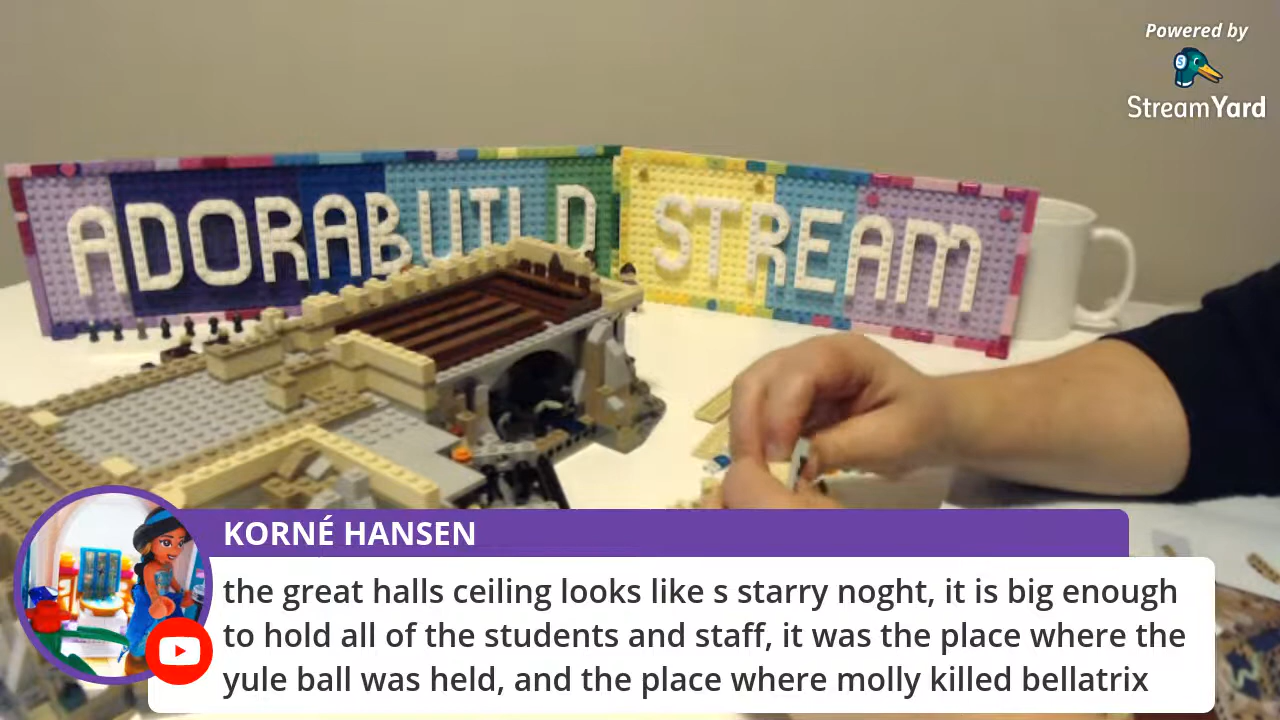 Powered by
StreamYard
ADORABUILD STREAM
KORNÉ HANSEN
the great halls ceiling looks like s starry noght, it is big enough
to hold all of the students and staff, it was the place where the
yule ball was held, and the place where molly killed bellatrix